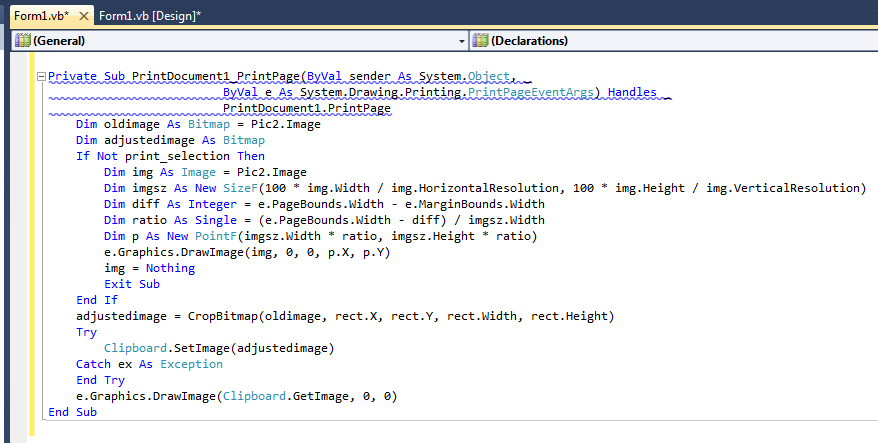 Form1.vb* × Form1.vb [Design]*
(General) (Declarations)
Private Sub PrintDocument1_PrintPage(ByVal sender As System.Object, _
ByVal e As System.Drawing.Printing.PrintPageEventArgs) Handles _
PrintDocument1.PrintPage
Dim oldimage As Bitmap = Pic2.Image
Dim adjustedimage As Bitmap
If Not print_selection Then
Dim img As Image = Pic2.Image
Dim imgsz As New SizeF(100 * img.Width / img.HorizontalResolution, 100 * img.Height / img.VerticalResolution)
Dim diff As Integer = e.PageBounds.Width - e.MarginBounds.Width
Dim ratio As Single = (e.PageBounds.Width - diff) / imgsz.Width
Dim p As New PointF(imgsz.Width * ratio, imgsz.Height * ratio)
e.Graphics.DrawImage(img, 0, 0, p.X, p.Y)
img = Nothing
Exit Sub
End If
adjustedimage = CropBitmap(oldimage, rect.X, rect.Y, rect.Width, rect.Height)
Try
Clipboard.SetImage(adjustedimage)
Catch ex As Exception
End Try
e.Graphics.DrawImage(Clipboard.GetImage, 0, 0)
End Sub